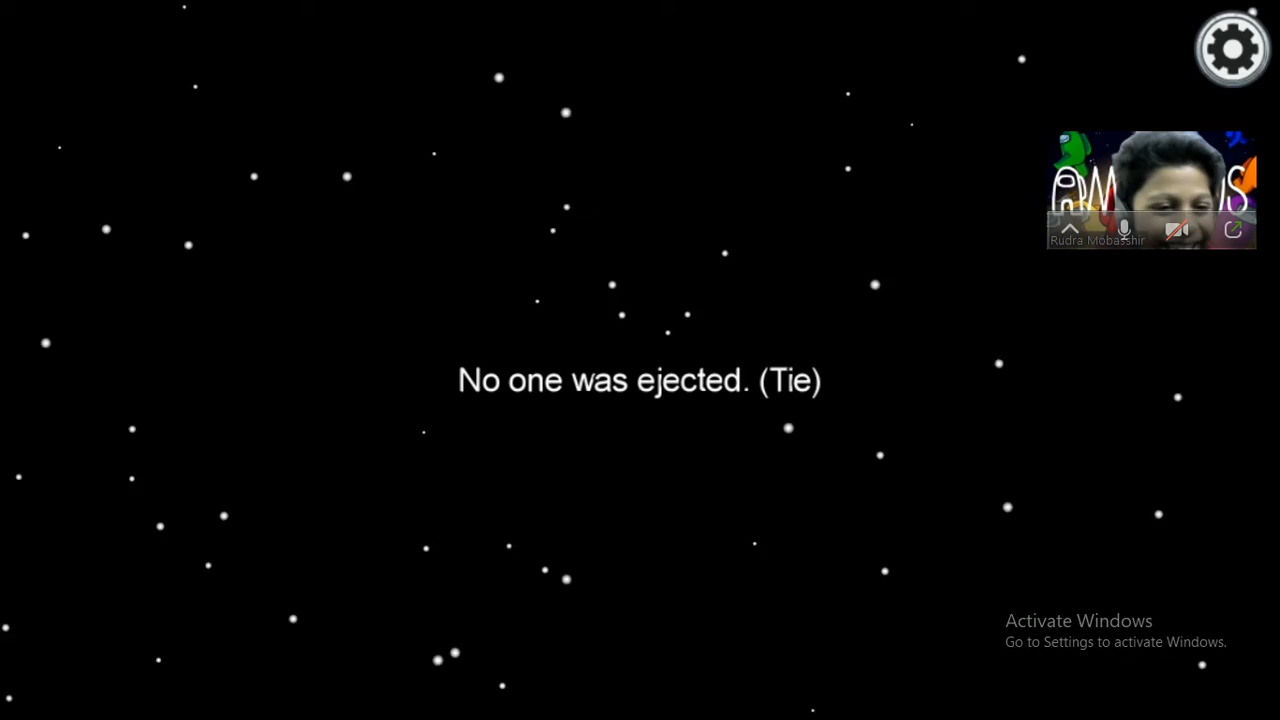 Rudra Mobasshir
No one was ejected. (Tie)
Activate Windows
Go to Settings to activate Windows.